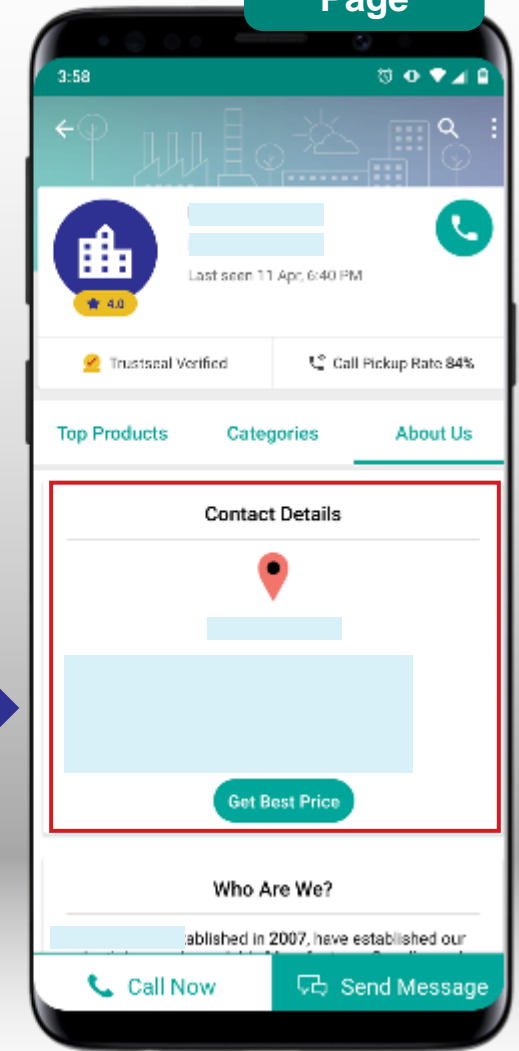 Page
3:58
Last seen 11 Apr, 6:40 PM
4.0
Trustseal Verified
Call Pickup Rate 84%
Top Products
Categories
About Us
Contact Details
Get Best Price
Who Are We?
ablished in 2007, have established our
Call Now
Send Message